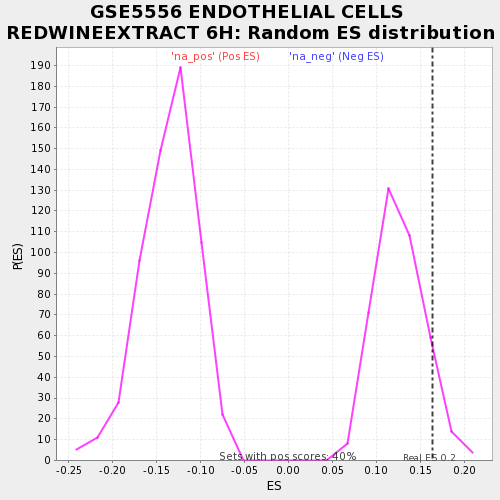 GSE5556 ENDOTHELIAL CELLS
REDWINEEXTRACT 6H: Random ES distribution
'na_pos' (Pos ES) 'na_neg' (Neg ES)
190
180
170
160
150
140
130
120
110
100
90
80
70
60
50
40
30
20
10
0
P(ES)
Sets with pos scores: 40%
Real ES 0.2
-0.25 -0.20 -0.15 -0.10 -0.05 0.00 0.05 0.10 0.15 0.20
ES